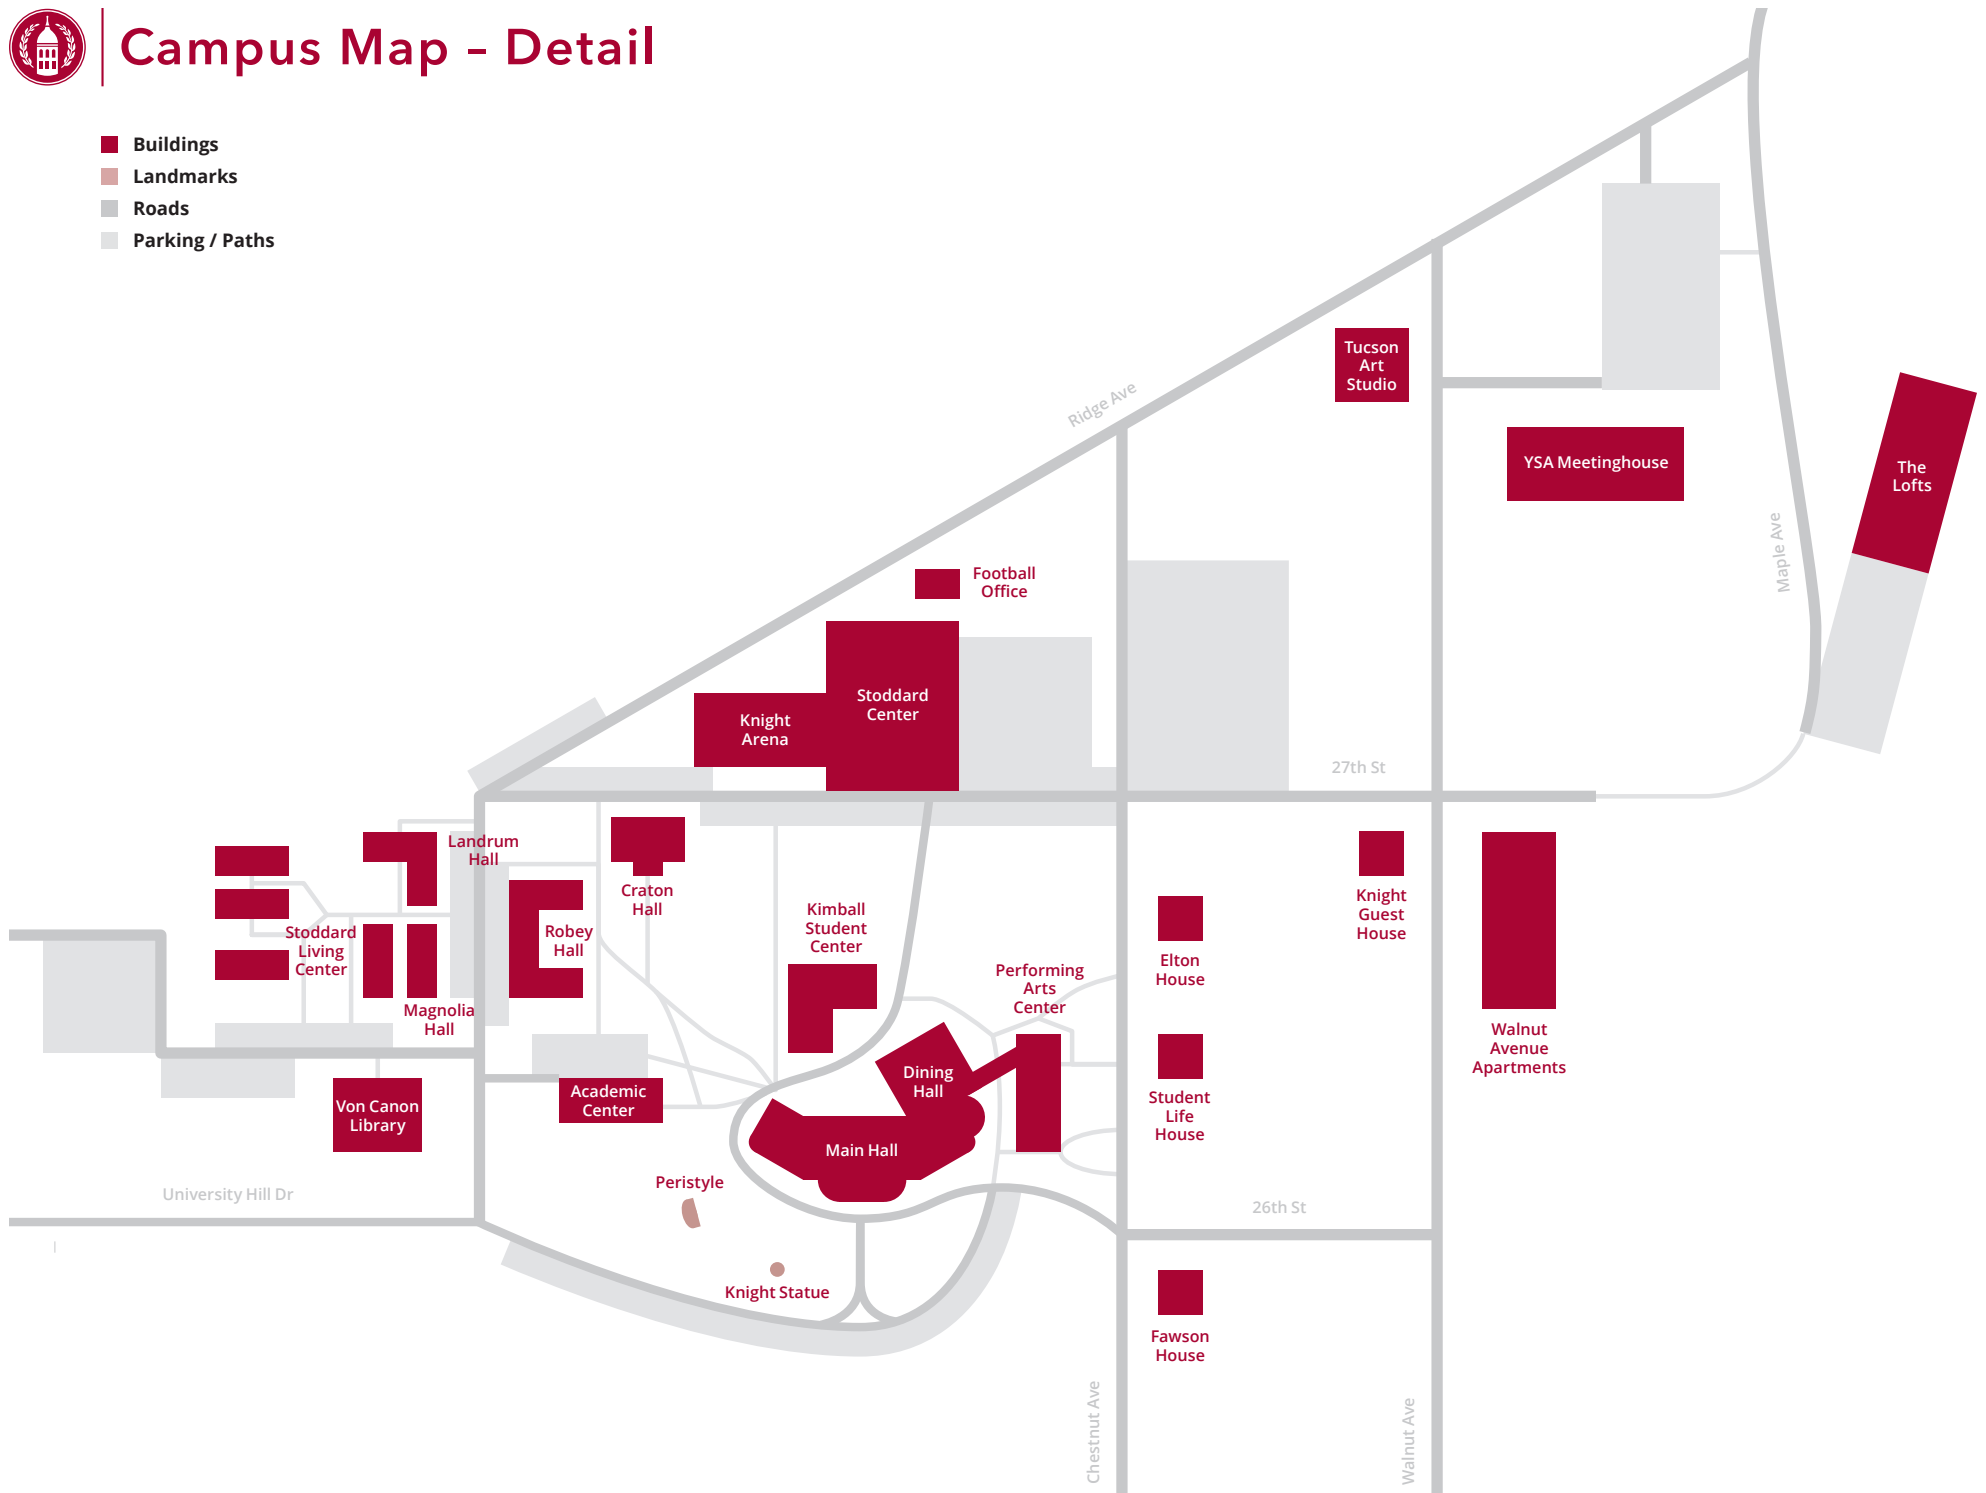 Campus Map – Detail
Buildings
Landmarks
Roads
Parking / Paths
Ridge Ave
Tucson
Art
Studio
YSA Meetinghouse
The
Lofts
Maple Ave
Football
Office
Stoddard
Center
Knight
Arena
27th St
Landrum
Hall
Craton
Hall
Robey
Hall
Kimball
Student
Center
Stoddard
Living
Center
Magnolia
Hall
Performing
Arts
Center
Elton
House
Knight
Guest
House
Walnut
Avenue
Apartments
Dining
Hall
Academic
Center
Von Canon
Library
Student
Life
House
Main Hall
Peristyle
University Hill Dr
26th St
Knight Statue
Fawson
House
Chestnut Ave
Walnut Ave